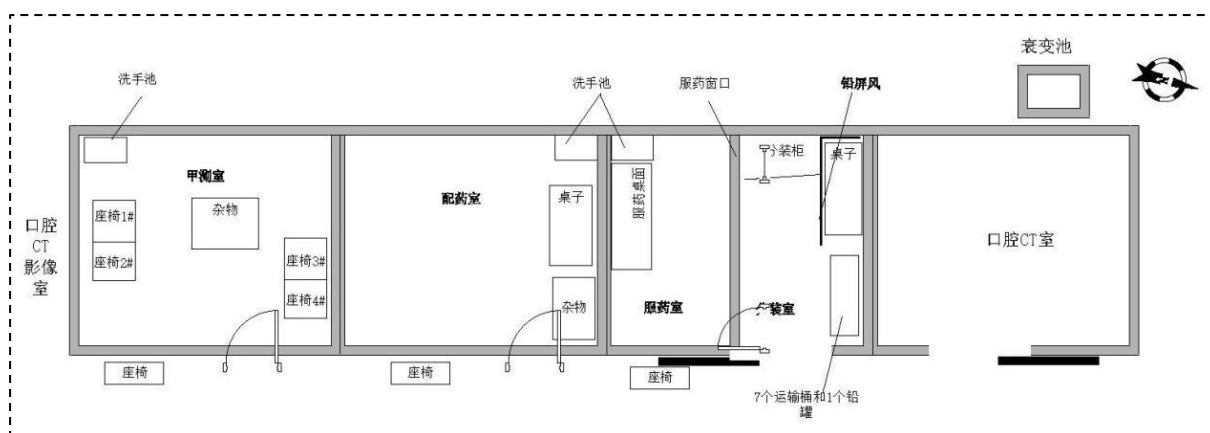 衰变池
洗手池
洗手池
服药窗口
铅屏风
分装柜
桌子
甲测室
配药室
服药桌面
杂物
桌子
座椅1#
座椅2#
口腔
CT
影像
室
口腔CT室
座椅3#
座椅4#
杂物
服药室
分装室
座椅
座椅
座椅
7个运输桶和1个铅
罐